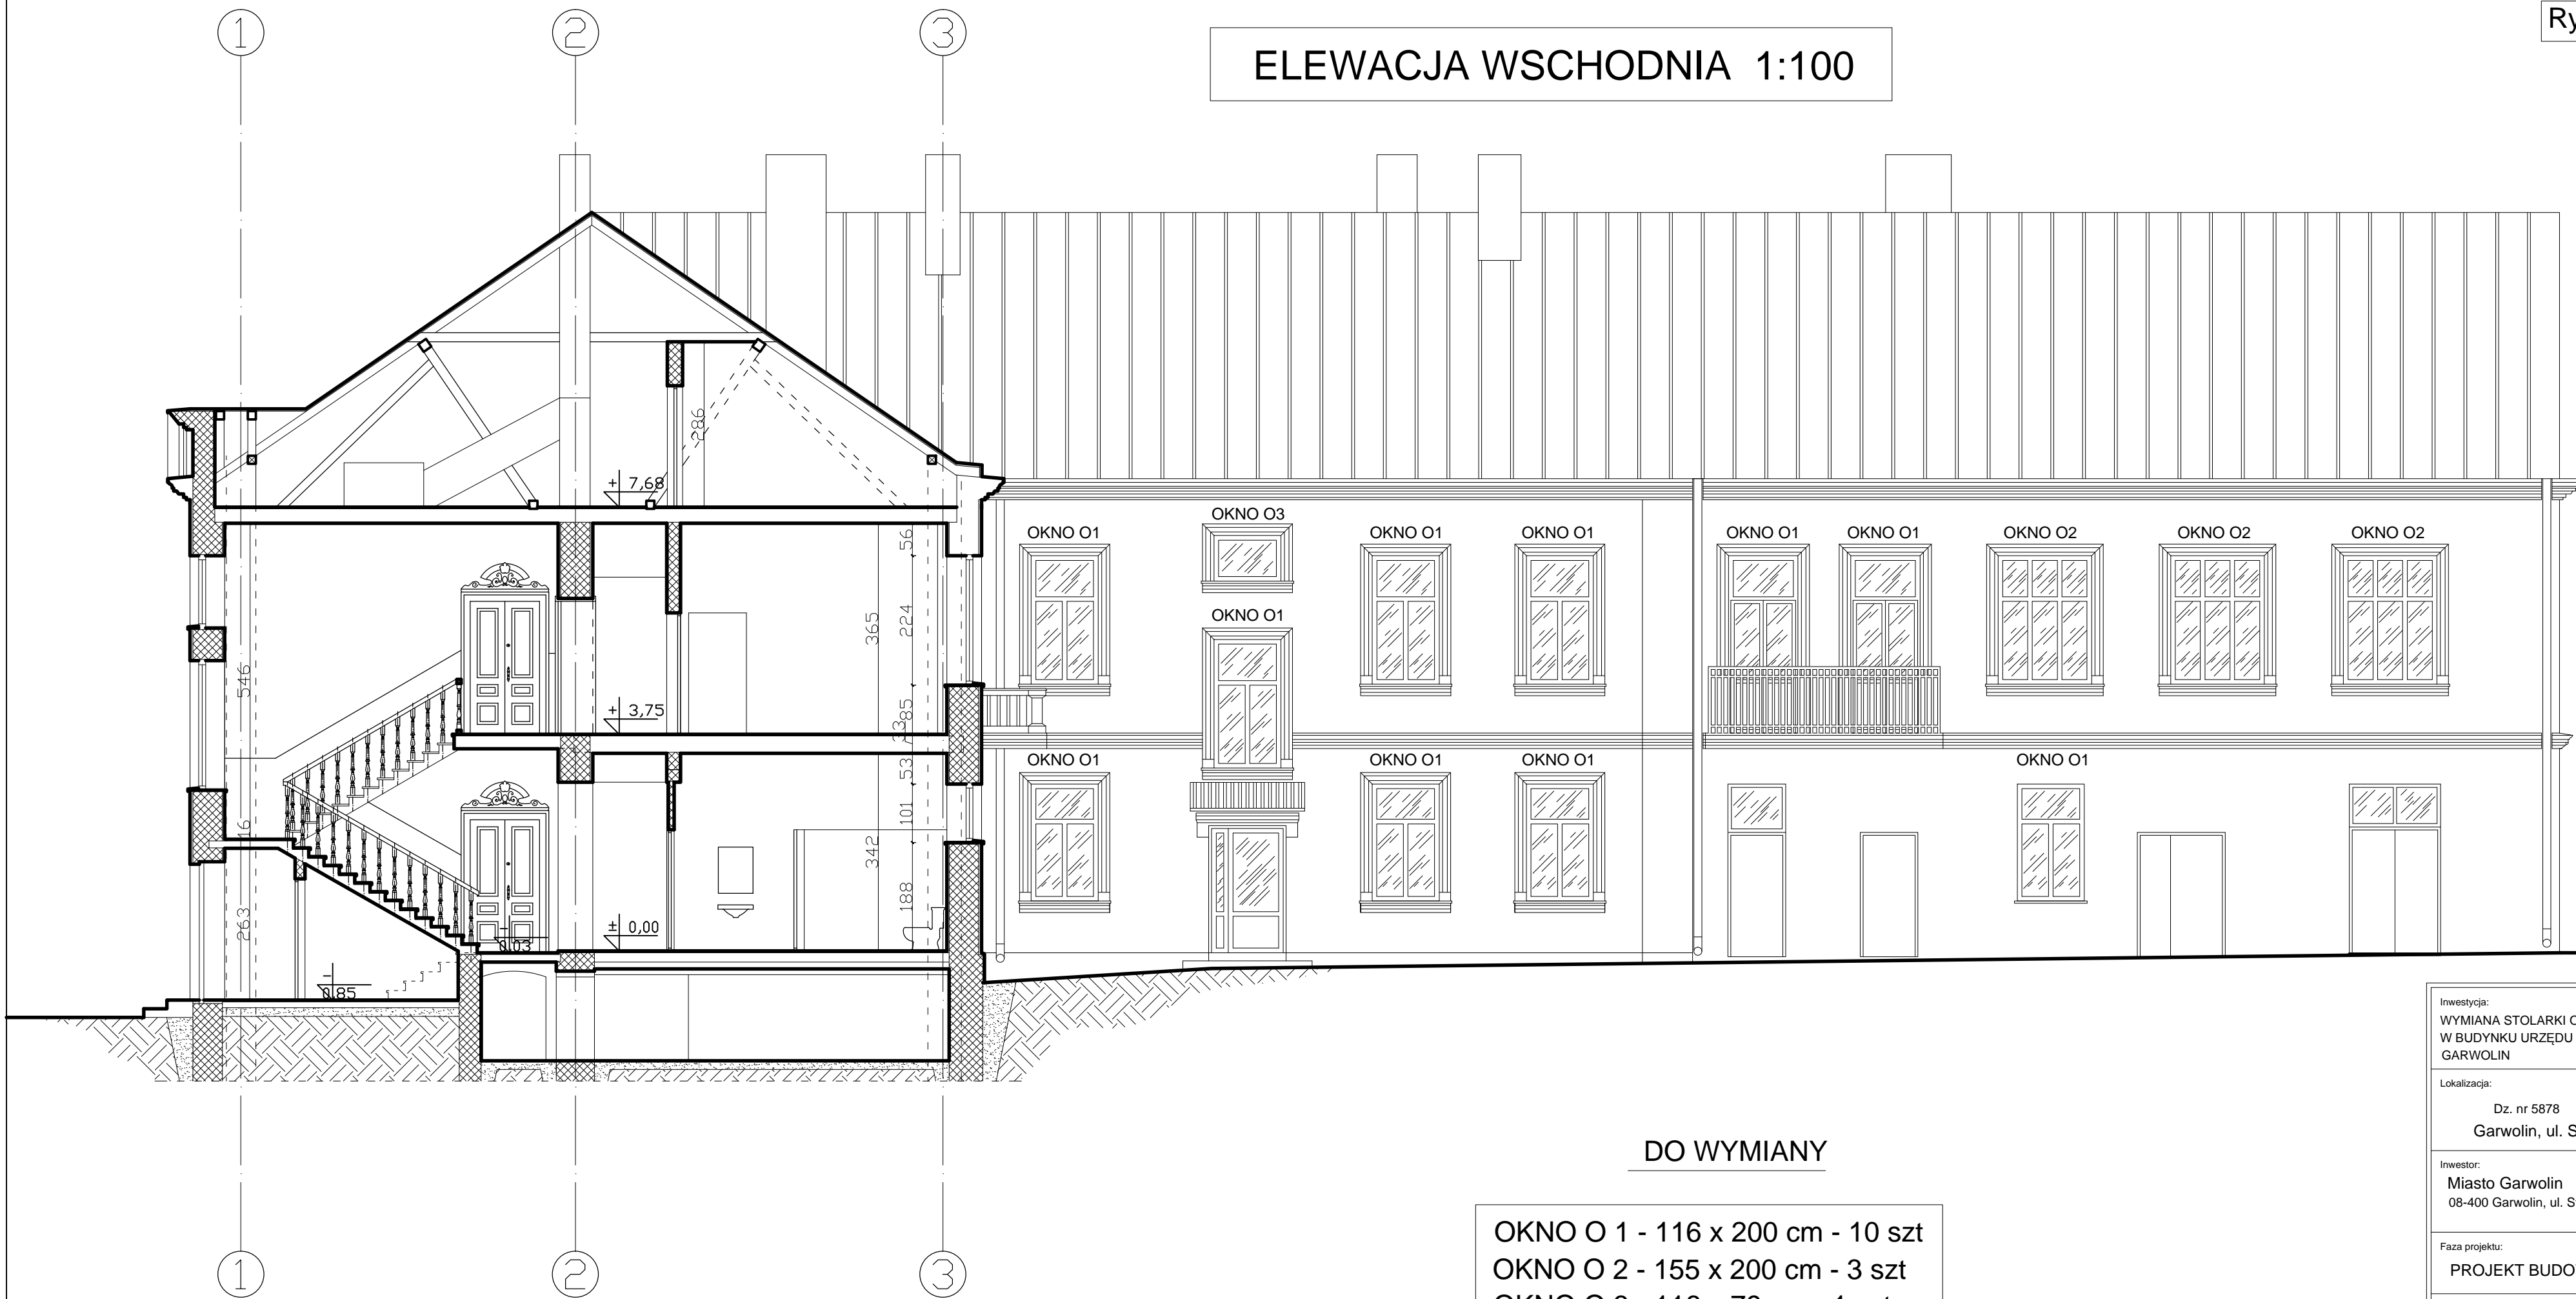 1
2
3
ELEWACJA WSCHODNIA 1:100
286
+ 7,68
OKNO O1
OKNO O3
OKNO O1
OKNO O1
OKNO O1
OKNO O1
OKNO O2
OKNO O2
OKNO O2
56
365
224
OKNO O1
546
+ 3,75
85
33
OKNO O1
OKNO O1
OKNO O1
OKNO O1
53
101
16
342
188
263
± 0,00
0,03
0,85
Inwestycja:
WYMIANA STOLARKI
W BUDYNKU URZĘDU
GARWOLIN
Lokalizacja:
Dz. nr 5878
Garwolin, ul. S
Inwestor:
Miasto Garwolin
08-400 Garwolin, ul. S
Faza projektu:
PROJEKT BUDO
DO WYMIANY
OKNO O 1 - 116 x 200 cm - 10 szt
OKNO O 2 - 155 x 200 cm - 3 szt
1
2
3